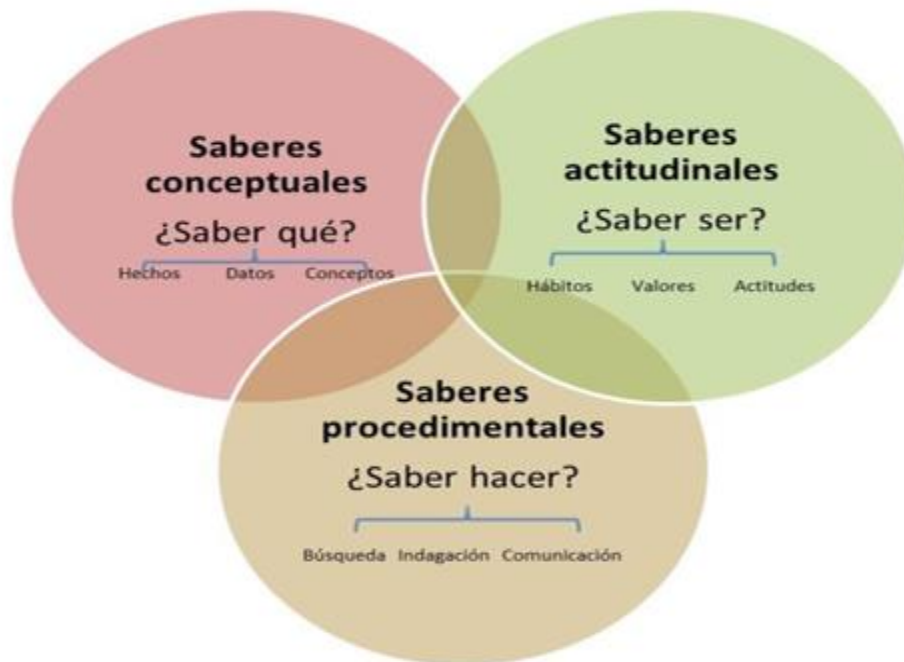 Saberes
conceptuales
¿Saber qué?
Hechos Datos Conceptos
Saberes
actitudinales
¿Saber ser?
Hábitos Valores Actitudes
Saberes
procedimentales
¿Saber hacer?
Búsqueda Indagación Comunicación